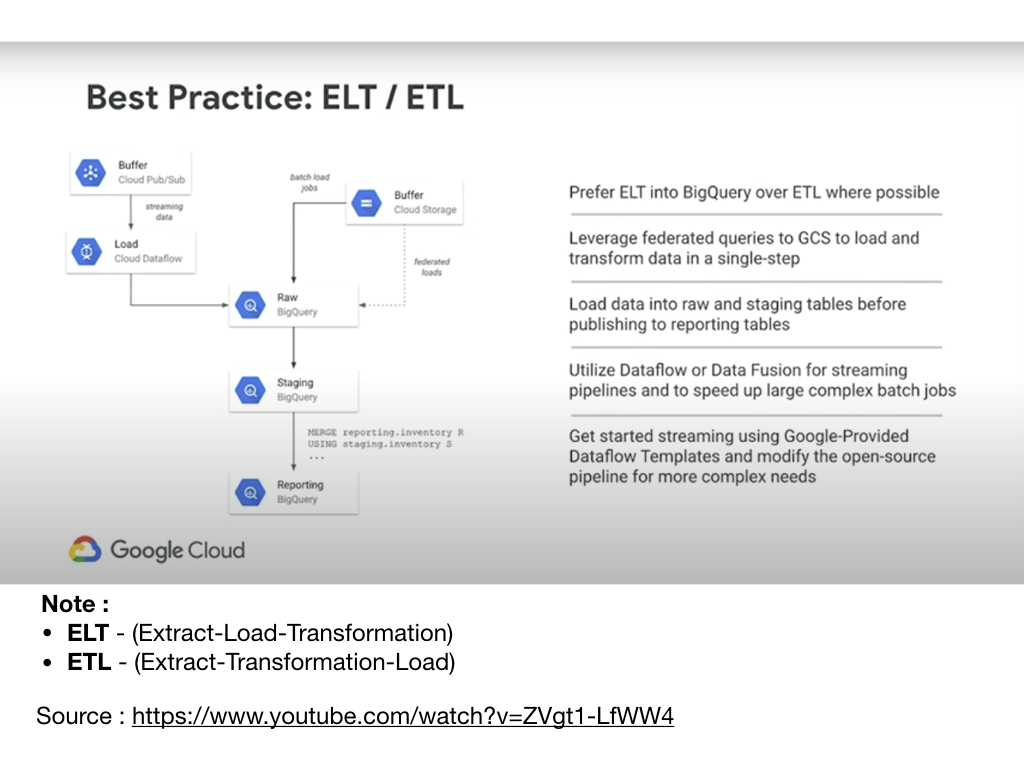 Best Practice: ELT / ETL
Buffer
Cloud Pub/Sub
streaming
data
Load
Cloud Dataflow
batch load
jobs
Buffer
Cloud Storage
federated
loads
Raw
BigQuery
Staging
BigQuery
MERGE reporting.inventory R
USING staging.inventory S
...
Reporting
BigQuery
Prefer ELT into BigQuery over ETL where possible
Leverage federated queries to GCS to load and
transform data in a single-step
Load data into raw and staging tables before
publishing to reporting tables
Utilize Dataflow or Data Fusion for streaming
pipelines and to speed up large complex batch jobs
Get started streaming using Google-Provided
Dataflow Templates and modify the open-source
pipeline for more complex needs
Google Cloud
Note :
• ELT - (Extract-Load-Transformation)
• ETL - (Extract-Transformation-Load)
Source : https://www.youtube.com/watch?v=ZVgt1-LfWW4